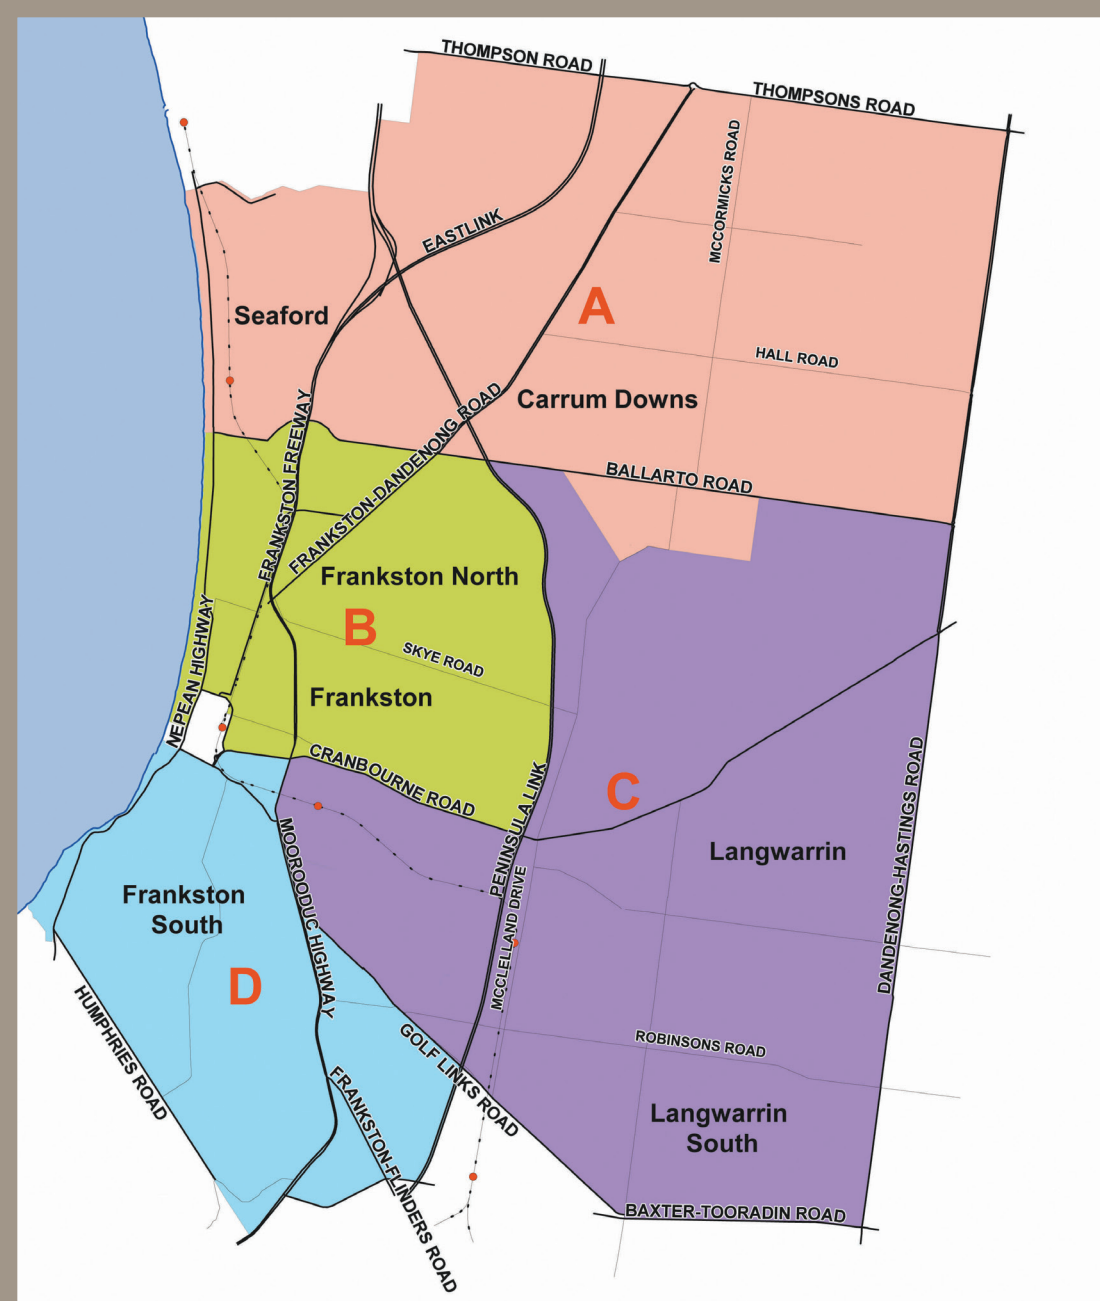 THOMPSON ROAD
THOMPSONS ROAD
MCCORMICKS ROAD
EASTLINK
A
Seaford
HALL ROAD
Carrum Downs
FRANKSTON FREEWAY
FRANKSTON-DANDENONG ROAD
BALLARTO ROAD
Frankston North
B
SKYE ROAD
NEPEAN HIGHWAY
Frankston
CRANBOURNE ROAD
PENINSULA LINK
C
Langwarrin
DANDENONG-HASTINGS ROAD
MOOROODUC HIGHWAY
MCCLELLAND DRIVE
Frankston
South
D
HUMPHRIES ROAD
GOLF LINKS ROAD
ROBINSONS ROAD
FRANKSTON-FLINDERS ROAD
Langwarrin
South
BAXTER-TOORADIN ROAD